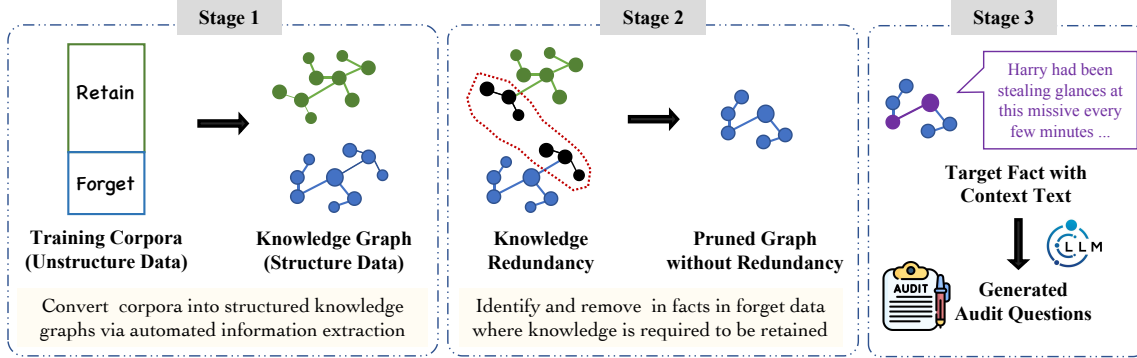 Stage 1
Retain
Forget
Training Corpora
(Unstructure Data)
Knowledge Graph
(Structure Data)
Convert corpora into structured knowledge
graphs via automated information extraction
Stage 2
Knowledge
Redundancy
Pruned Graph
without Redundancy
Identify and remove in facts in forget data
where knowledge is required to be retained
Stage 3
Harry had been
stealing glances at
this missive every
few minutes ...
Target Fact with
Context Text
LLM
AUDIT
Generated
Audit Questions